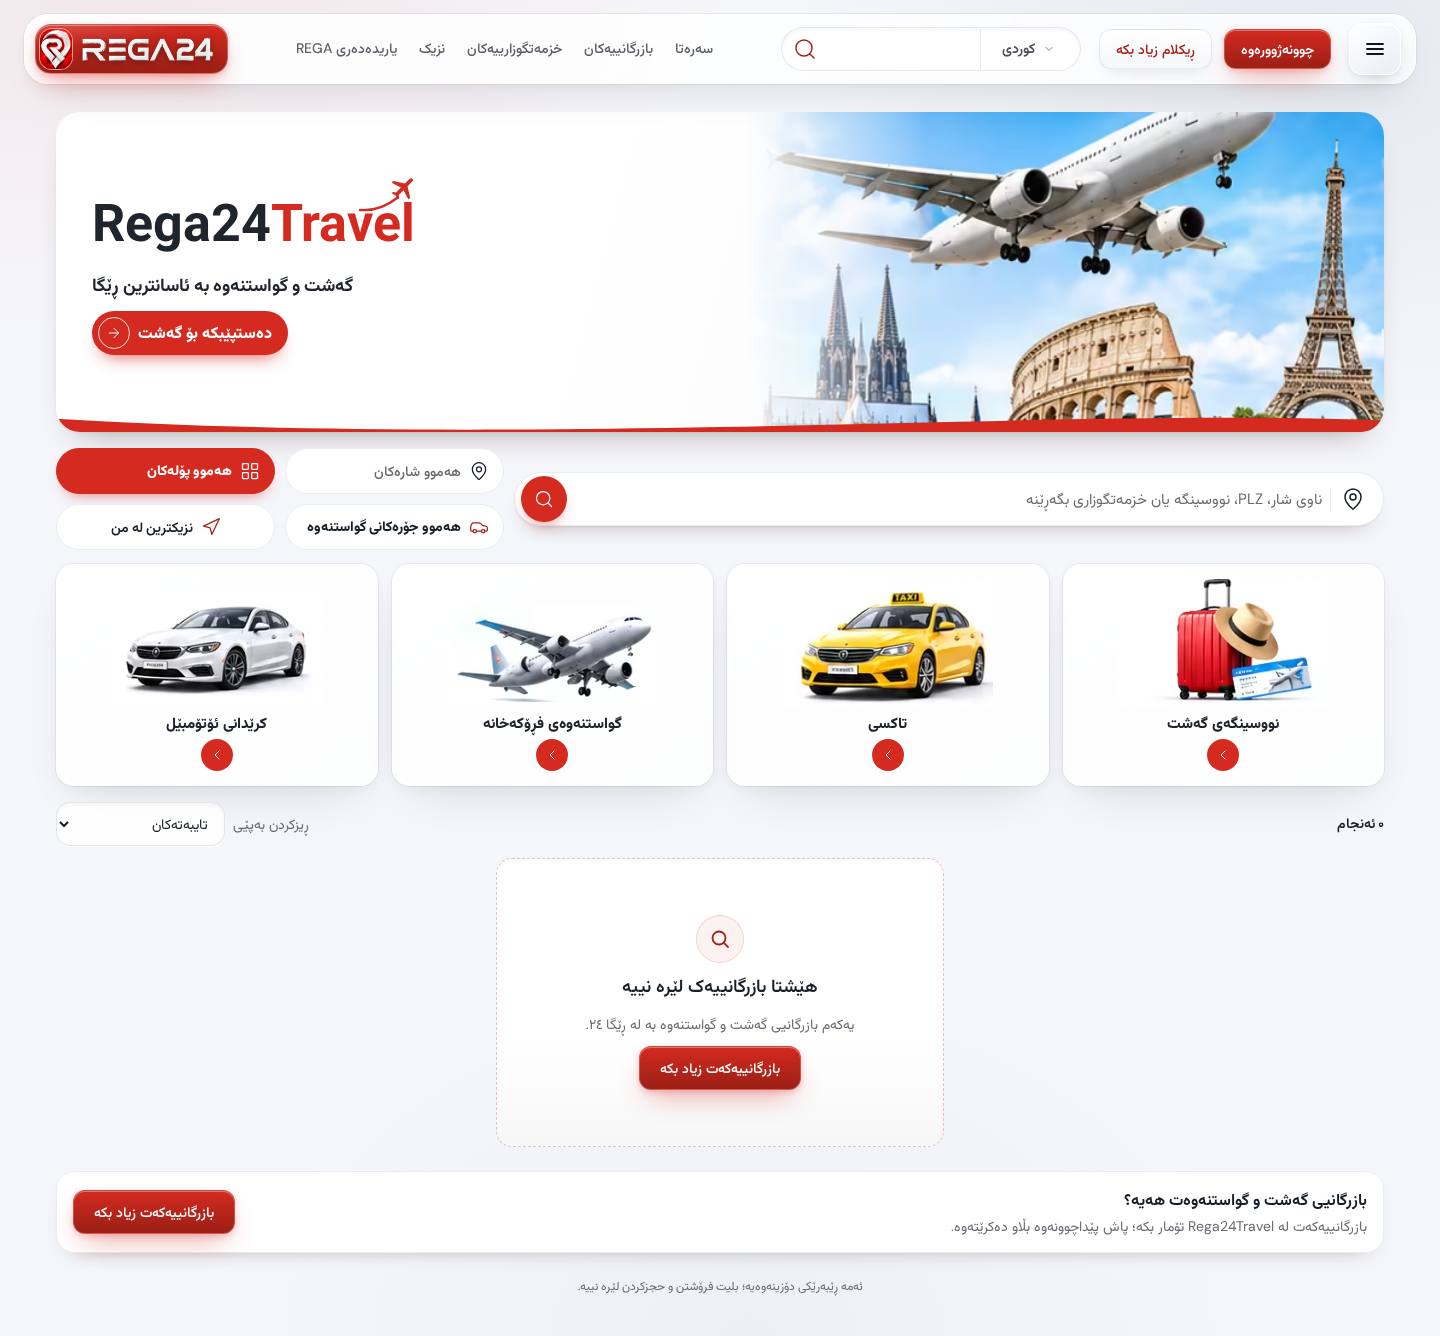 چوونەژوورەوە
ڕیکلام زیاد بکە
کوردی
سەرەتا
بازرگانییەکان
خزمەتگوزارییەکان
نزیک
یاریدەدەری REGA
REGA24
Rega24Travel
گەشت و گواستنەوە بە ئاسانترین ڕێگا
دەستپێبکە بۆ گەشت
ناوی شار، PLZ، نووسینگە یان خزمەتگوزاری بگەڕێنە
هەموو شارەکان
هەموو پۆلەکان
هەموو جۆرەکانی گواستنەوە
نزیکترین لە من
TAXI
نووسینگەی گەشت
تاکسی
گواستنەوەی فڕۆکەخانە
کرێدانی ئۆتۆمبێل
٠ ئەنجام
ڕیزکردن بەپێی
تایبەتەکان
هێشتا بازرگانییەک لێرە نییە
یەکەم بازرگانیی گەشت و گواستنەوە بە لە ڕێگا ٢٤.
بازرگانییەکەت زیاد بکە
بازرگانیی گەشت و گواستنەوەت هەیە؟
بازرگانییەکەت لە Rega24Travel تۆمار بکە؛ پاش پێداچوونەوە بڵاو دەکرێتەوە.
بازرگانییەکەت زیاد بکە
ئەمە ڕێبەرێکی دۆزینەوەیە؛ بلیت فرۆشتن و حجزکردن لێرە نییە.